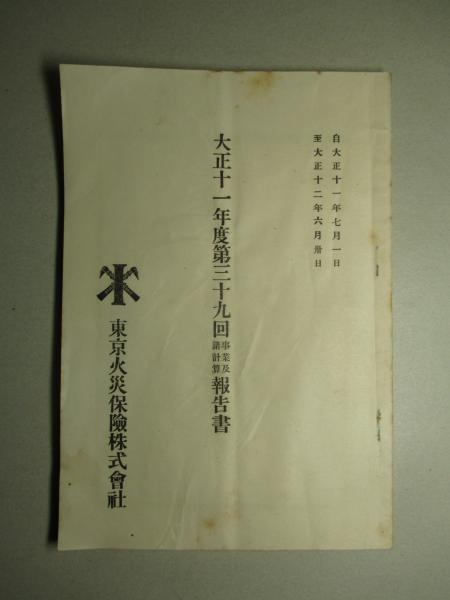 自大正十一年七月一日
至大正十二年六月卅日
大正十一年度第三十九回事業及諸計算報告書
東京火災保險株式會社